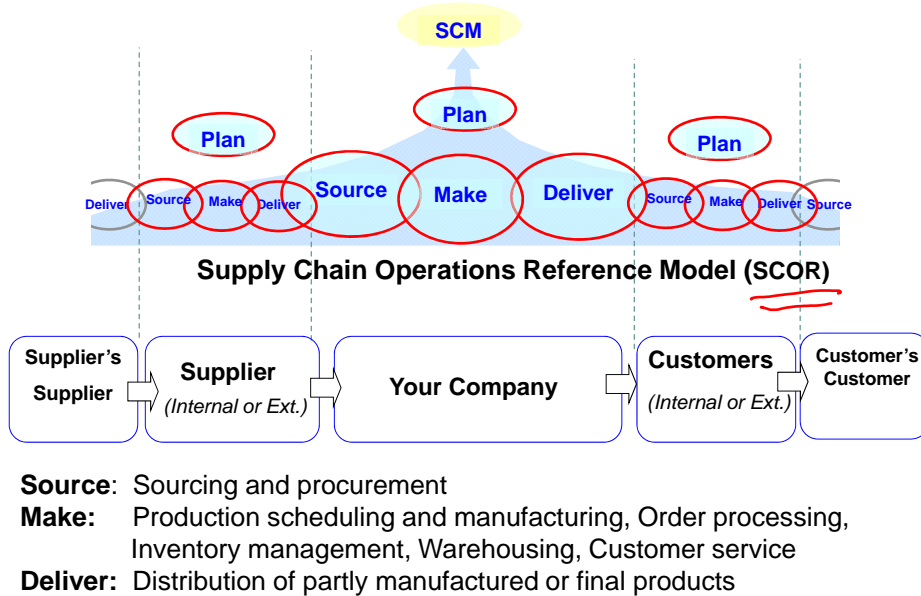 SCM
Plan
Plan
Plan
Deliver Source Make Deliver Source Make Deliver Source Make Deliver Source
Supply Chain Operations Reference Model (SCOR)
Supplier's
Supplier
Supplier
(Internal or Ext.)
Your Company
Customers
(Internal or Ext.)
Customer's
Customer
Source: Sourcing and procurement
Make: Production scheduling and manufacturing, Order processing,
Inventory management, Warehousing, Customer service
Deliver: Distribution of partly manufactured or final products